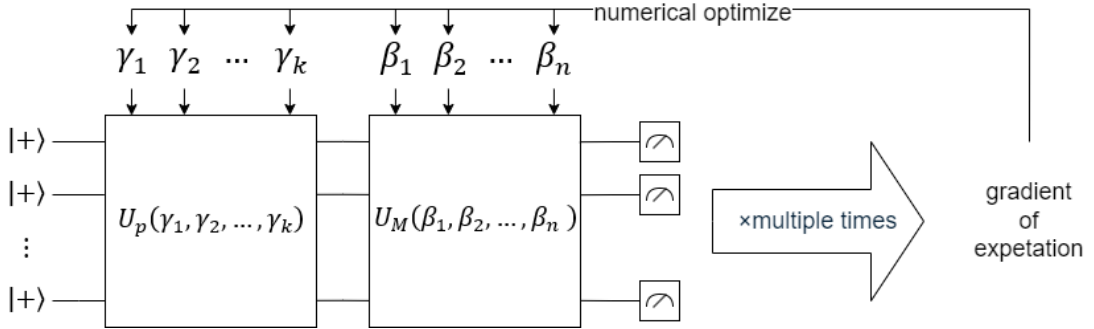 numerical optimize
γ₁ γ₂ ... γₖ β₁ β₂ ... βₙ
|+⟩
|+⟩
Uₚ(γ₁, γ₂, ..., γₖ) U_M(β₁, β₂, ..., βₙ) ×multiple times
⋮
|+⟩
gradient
of
expetation